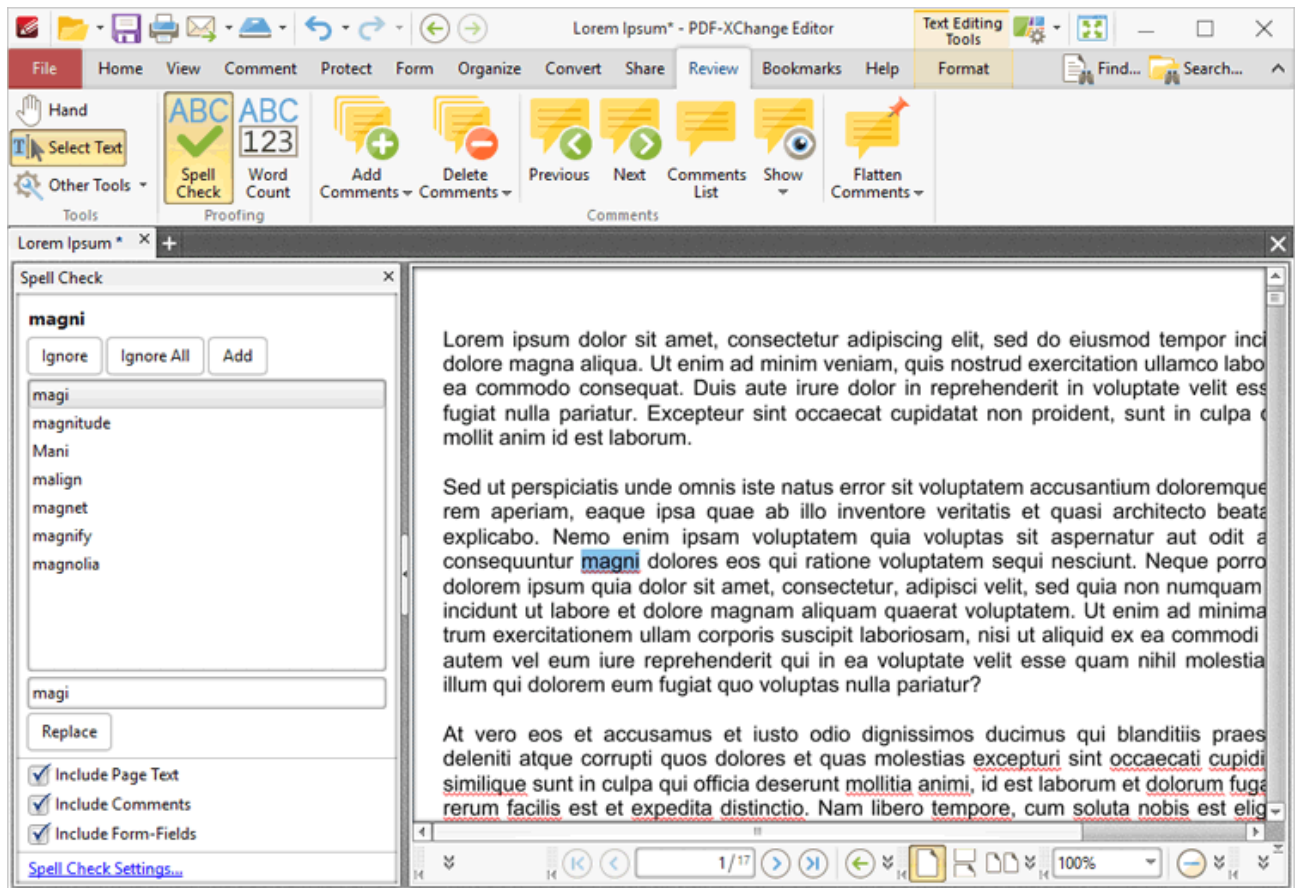 Lorem Ipsum* - PDF-XChange Editor
Text Editing Tools
File Home View Comment Protect Form Organize Convert Share Review Bookmarks Help Format Find... Search...
Hand
Select Text
Other Tools
Tools
ABC
Spell Check
ABC
123
Word Count
Proofing
Add Comments
Delete Comments
Previous
Next
Comments List
Show
Flatten Comments
Comments
Lorem Ipsum *
Spell Check
magni
Ignore Ignore All Add
magi
magnitude
Mani
malign
magnet
magnify
magnolia
magi
Replace
Include Page Text
Include Comments
Include Form-Fields
Spell Check Settings...
Lorem ipsum dolor sit amet, consectetur adipiscing elit, sed do eiusmod tempor inci
dolore magna aliqua. Ut enim ad minim veniam, quis nostrud exercitation ullamco labo
ea commodo consequat. Duis aute irure dolor in reprehenderit in voluptate velit ess
fugiat nulla pariatur. Excepteur sint occaecat cupidatat non proident, sunt in culpa
mollit anim id est laborum.
Sed ut perspiciatis unde omnis iste natus error sit voluptatem accusantium doloremque
rem aperiam, eaque ipsa quae ab illo inventore veritatis et quasi architecto beata
explicabo. Nemo enim ipsam voluptatem quia voluptas sit aspernatur aut odit a
consequuntur magni dolores eos qui ratione voluptatem sequi nesciunt. Neque porro
dolorem ipsum quia dolor sit amet, consectetur, adipisci velit, sed quia non numquam
incidunt ut labore et dolore magnam aliquam quaerat voluptatem. Ut enim ad minima
trum exercitationem ullam corporis suscipit laboriosam, nisi ut aliquid ex ea commodi
autem vel eum iure reprehenderit qui in ea voluptate velit esse quam nihil molestia
illum qui dolorem eum fugiat quo voluptas nulla pariatur?
At vero eos et accusamus et iusto odio dignissimos ducimus qui blanditiis praes
deleniti atque corrupti quos dolores et quas molestias excepturi sint occaecati cupidi
similique sunt in culpa qui officia deserunt mollitia animi, id est laborum et dolorum fuga
rerum facilis est et expedita distinctio. Nam libero tempore, cum soluta nobis est elig
1/17
100%